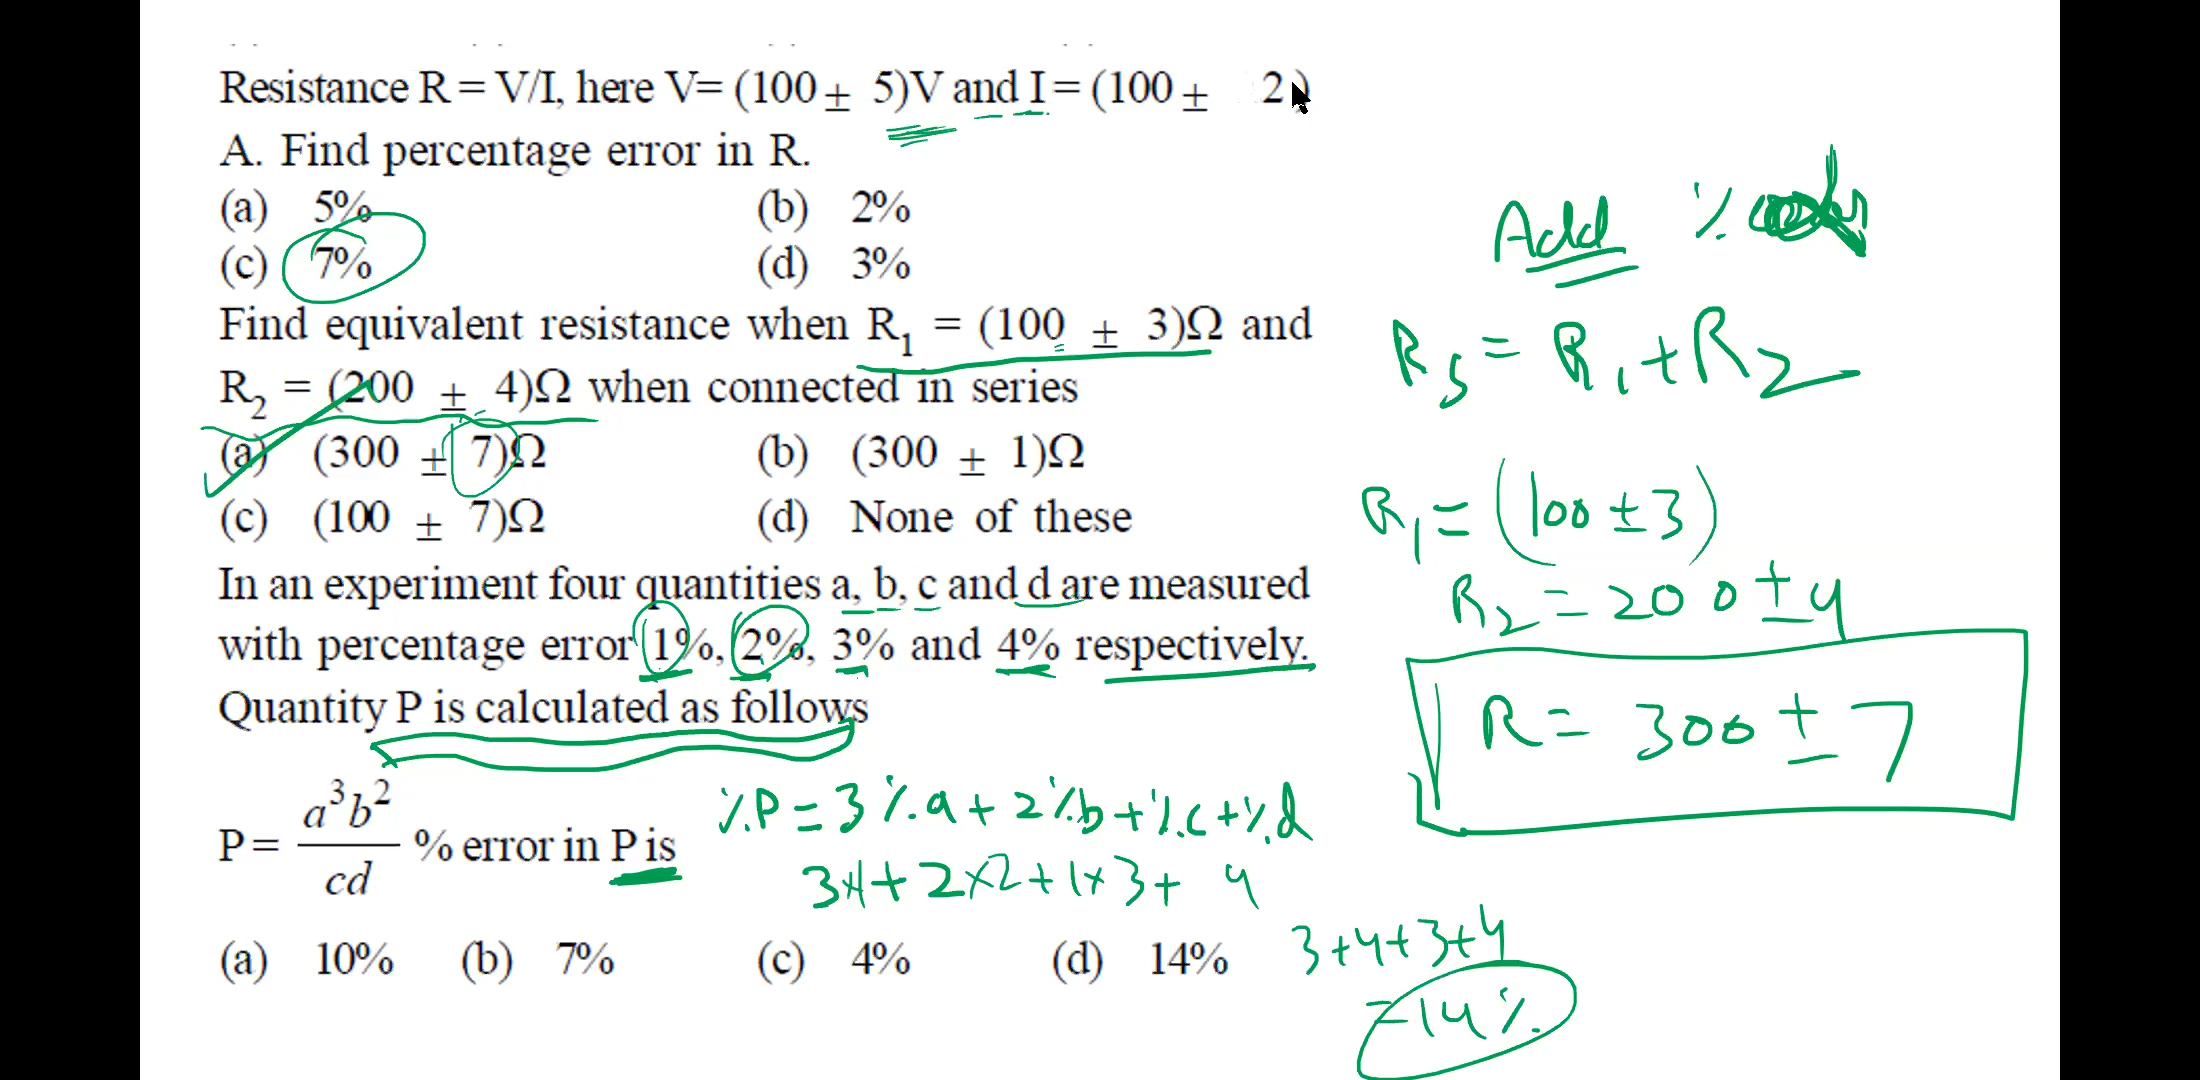 Resistance R = V/I, here V= (100 ± 5)V and I = (100 ± 2)
A. Find percentage error in R.
(a) 5% (b) 2%
(c) 7% (d) 3%
Find equivalent resistance when R₁ = (100 ± 3)Ω and
R₂ = (200 ± 4)Ω when connected in series
(a) (300 ± 7)Ω (b) (300 ± 1)Ω
(c) (100 ± 7)Ω (d) None of these
In an experiment four quantities a, b, c and d are measured
with percentage error 1%, 2%, 3% and 4% respectively.
Quantity P is calculated as follows
P = a³b²/cd % error in P is
(a) 10% (b) 7% (c) 4% (d) 14%
Add %
R_S = R₁ + R₂
R₁ = (100 ± 3)
R₂ = 200 ± 4
R = 300 ± 7
%P = 3%a + 2%b + %c + %d
3×1 + 2×2 + 1×3 + 4
3+4+3+4
= 14%